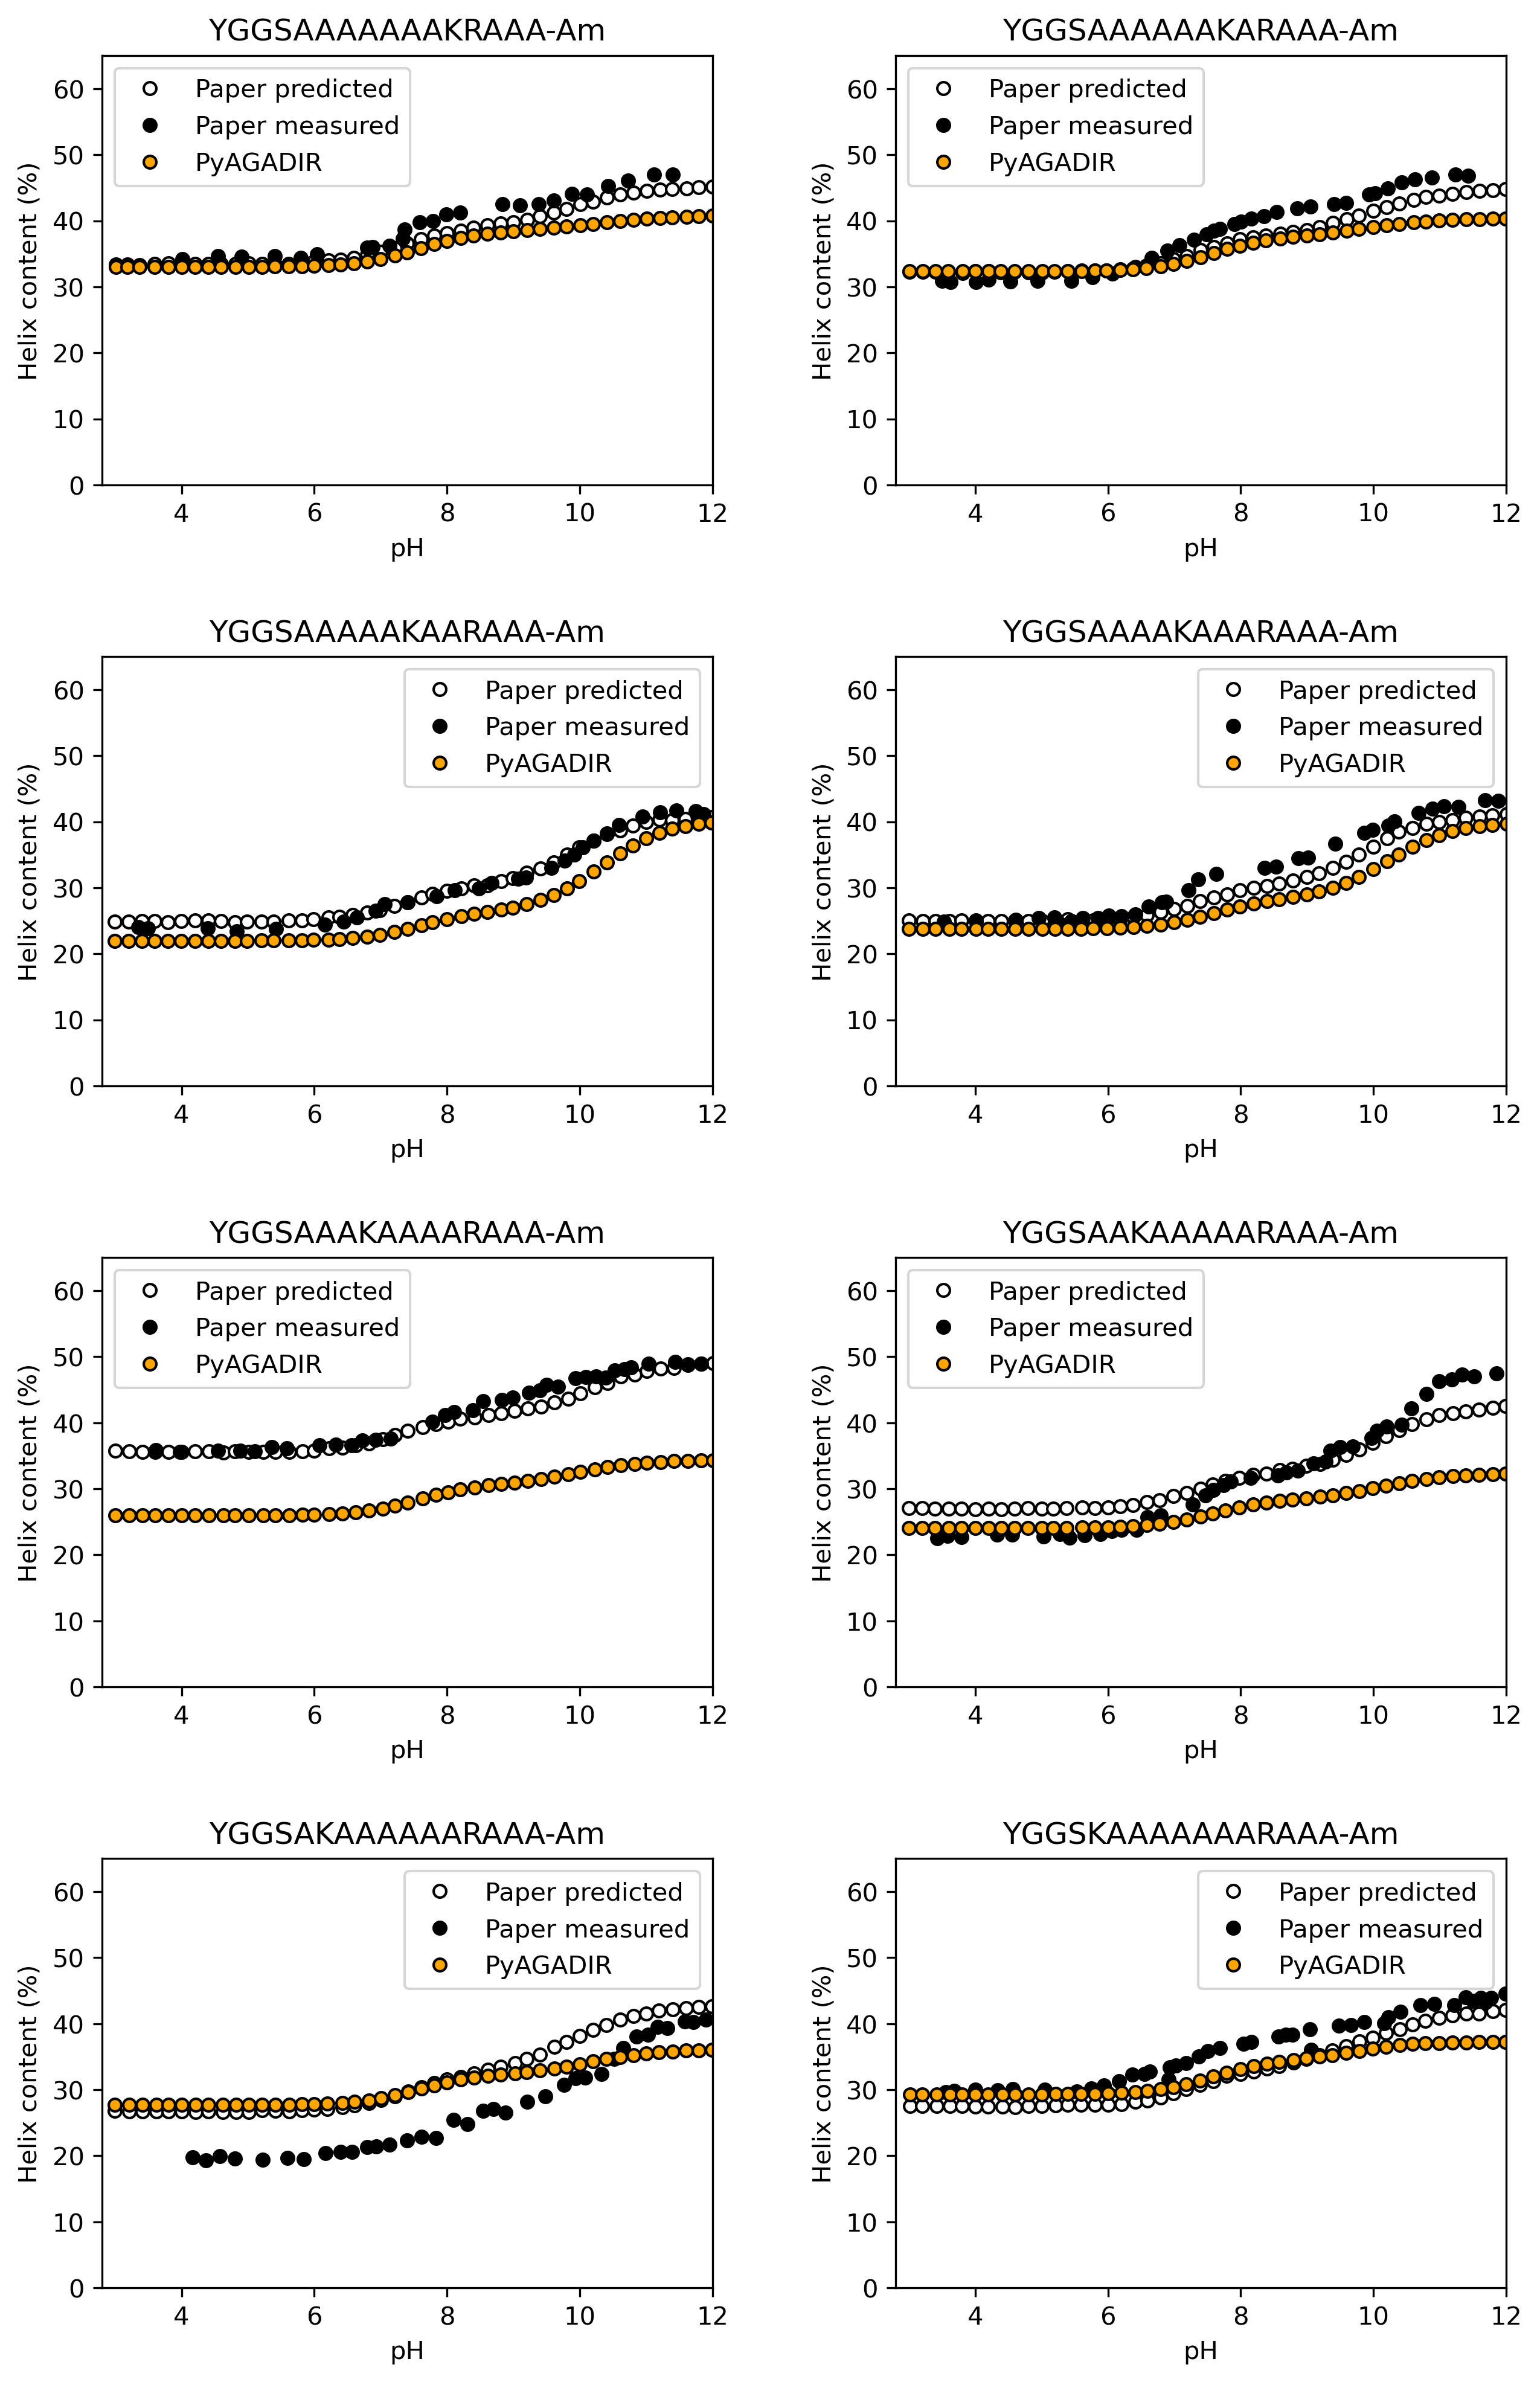 YGGSAAAAAAAKRAAA-Am
Paper predicted
Paper measured
PyAGADIR
Helix content (%)
60
50
40
30
20
10
0
4 6 8 10 12
pH
YGGSAAAAAAKARAAA-Am
Paper predicted
Paper measured
PyAGADIR
Helix content (%)
60
50
40
30
20
10
0
4 6 8 10 12
pH
YGGSAAAAAKAARAAA-Am
Paper predicted
Paper measured
PyAGADIR
Helix content (%)
60
50
40
30
20
10
0
4 6 8 10 12
pH
YGGSAAAAKAAARAAA-Am
Paper predicted
Paper measured
PyAGADIR
Helix content (%)
60
50
40
30
20
10
0
4 6 8 10 12
pH
YGGSAAAKAAAARAAA-Am
Paper predicted
Paper measured
PyAGADIR
Helix content (%)
60
50
40
30
20
10
0
4 6 8 10 12
pH
YGGSAAKAAAAARAAA-Am
Paper predicted
Paper measured
PyAGADIR
Helix content (%)
60
50
40
30
20
10
0
4 6 8 10 12
pH
YGGSAKAAAAAARAAA-Am
Paper predicted
Paper measured
PyAGADIR
Helix content (%)
60
50
40
30
20
10
0
4 6 8 10 12
pH
YGGSKAAAAAAARAAA-Am
Paper predicted
Paper measured
PyAGADIR
Helix content (%)
60
50
40
30
20
10
0
4 6 8 10 12
pH